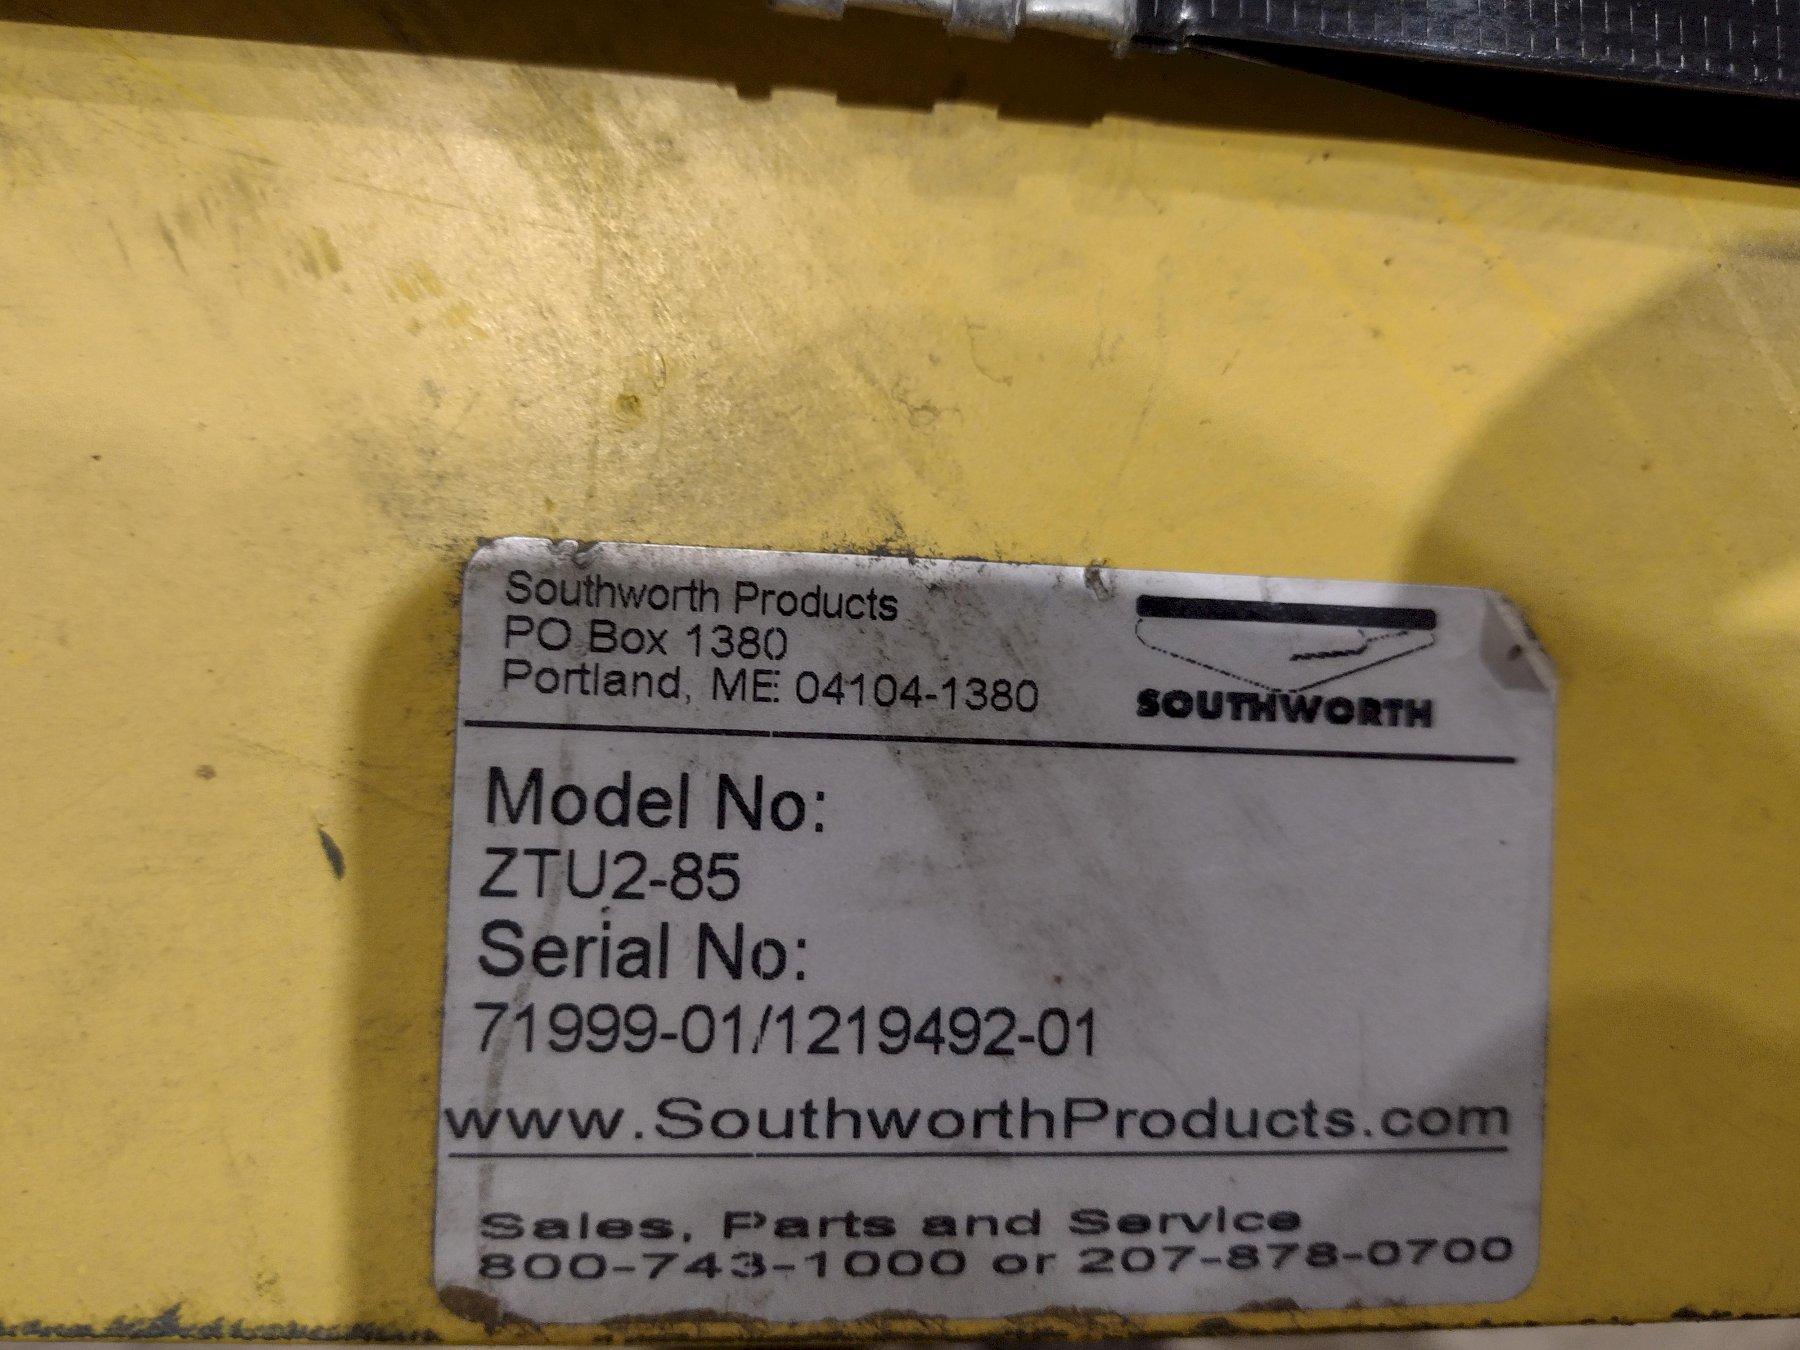 Southworth Products
PO Box 1380
Portland, ME 04104-1380
SOUTHWORTH
Model No:
ZTU2-85
Serial No:
71999-01/1219492-01
www.SouthworthProducts.com
Sales, Parts and Service
800-743-1000 or 207-878-0700